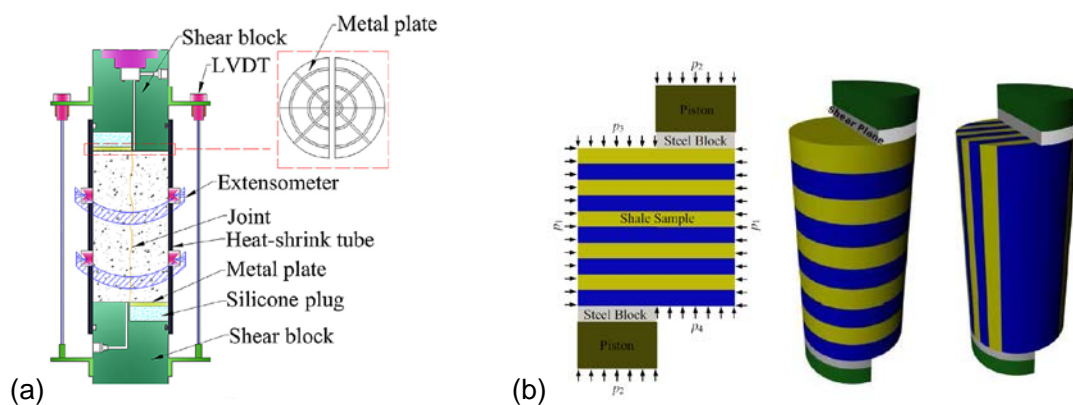 Metal plate
Shear block
LVDT
Extensometer
Joint
Heat-shrink tube
Metal plate
Silicone plug
Shear block
(a)
p2
Piston
p3
Steel Block
p1
Shale Sample
p1
Steel Block
p4
Piston
p2
Shear Plane
(b)